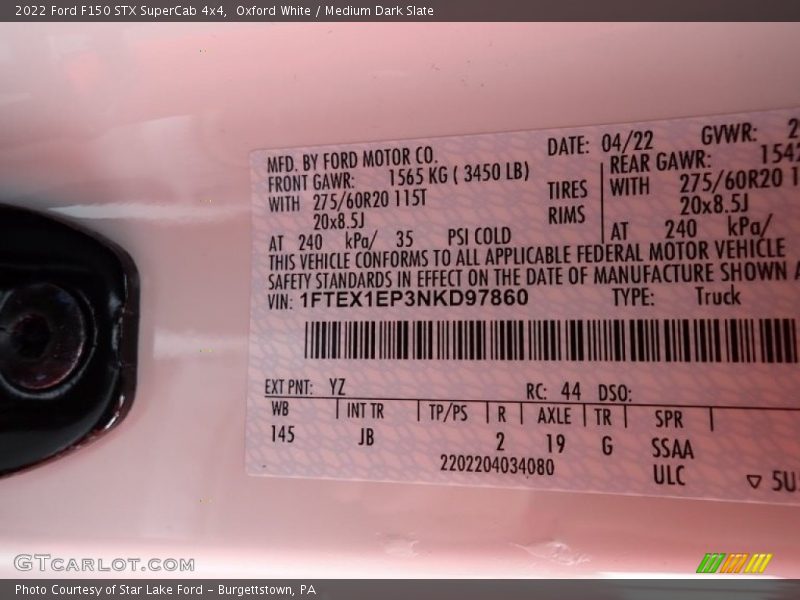 2022 Ford F150 STX SuperCab 4x4,  Oxford White / Medium Dark Slate
MFD. BY FORD MOTOR CO. DATE: 04/22 GVWR: 2
FRONT GAWR: 1565 KG ( 3450 LB) REAR GAWR: 1542
WITH 275/60R20 115T TIRES WITH 275/60R20 1
20x8.5J RIMS 20x8.5J
AT 240 kPa/ 35 PSI COLD AT 240 kPa/
THIS VEHICLE CONFORMS TO ALL APPLICABLE FEDERAL MOTOR VEHICLE
SAFETY STANDARDS IN EFFECT ON THE DATE OF MANUFACTURE SHOWN A
VIN: 1FTEX1EP3NKD97860 TYPE: Truck
EXT PNT: YZ RC: 44 DSO:
WB INT TR TP/PS R AXLE TR SPR
145 JB 2 19 G SSAA
2202204034080 ULC ▽ 5U
GTCARLOT.COM
Photo Courtesy of Star Lake Ford - Burgettstown, PA